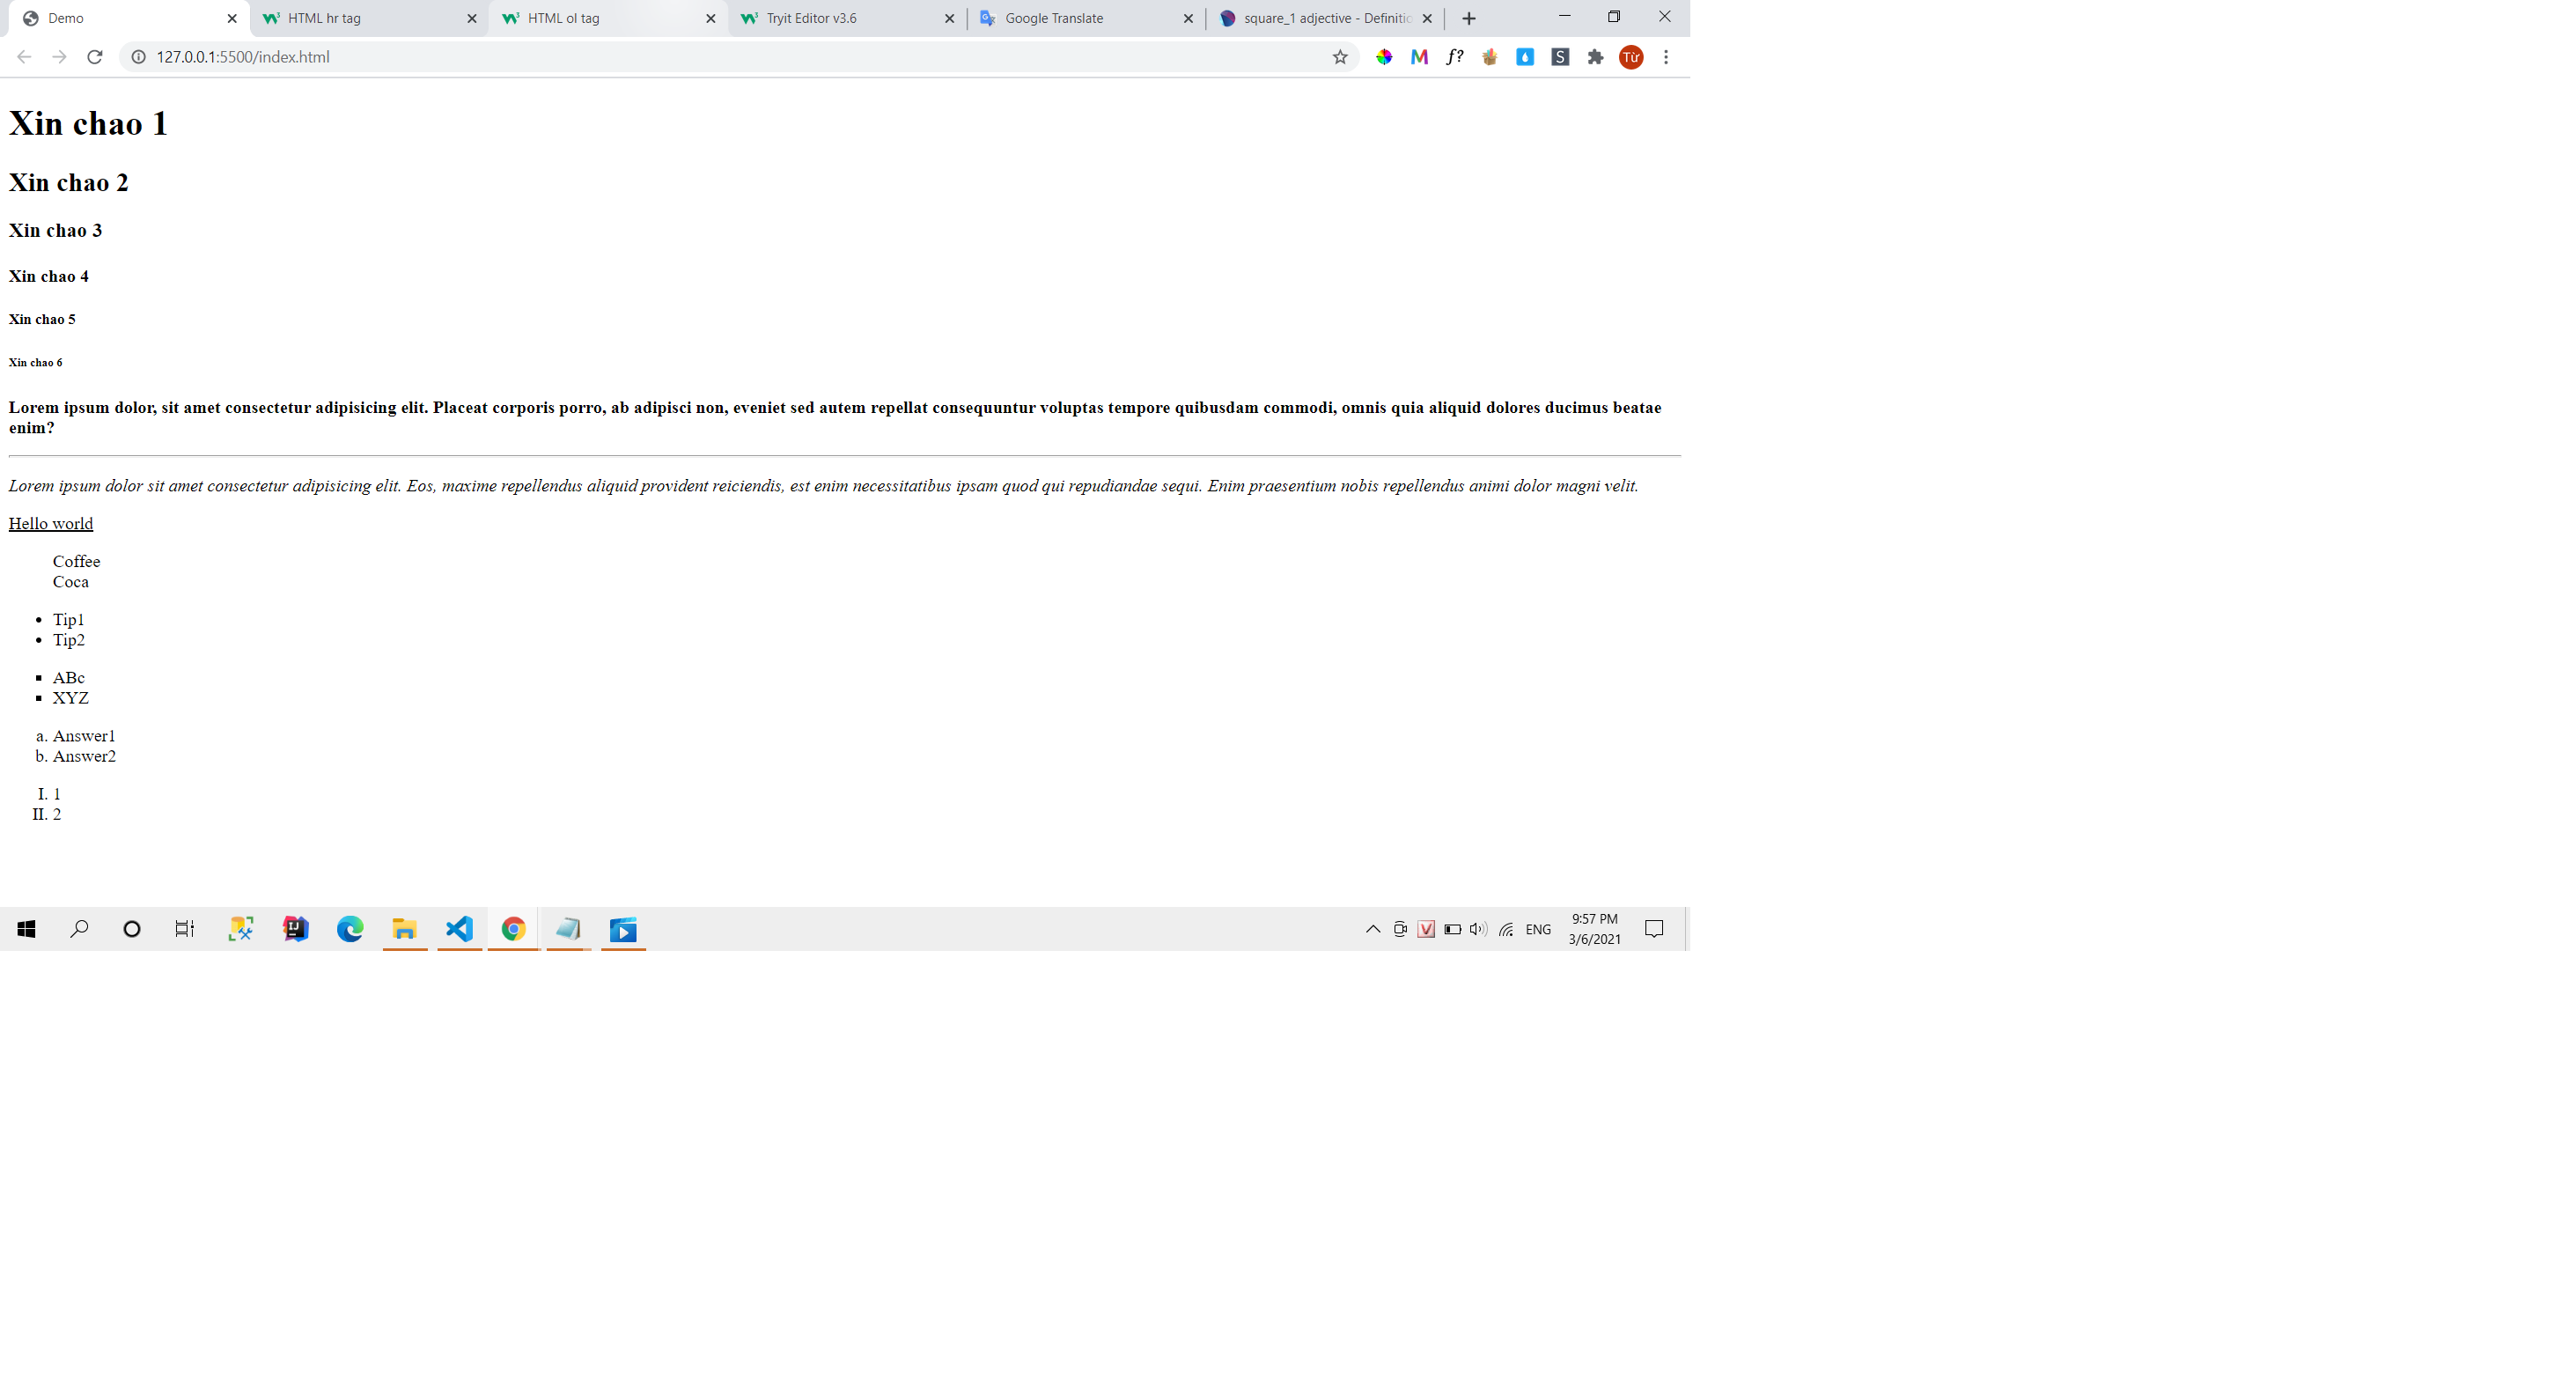 Demo
HTML hr tag
HTML ol tag
Tryit Editor v3.6
Google Translate
square_1 adjective - Definitic
127.0.0.1:5500/index.html
M
f?
S
Từ
Xin chao 1
Xin chao 2
Xin chao 3
Xin chao 4
Xin chao 5
Xin chao 6
Lorem ipsum dolor, sit amet consectetur adipisicing elit. Placeat corporis porro, ab adipisci non, eveniet sed autem repellat consequuntur voluptas tempore quibusdam commodi, omnis quia aliquid dolores ducimus beatae
enim?
Lorem ipsum dolor sit amet consectetur adipisicing elit. Eos, maxime repellendus aliquid provident reiciendis, est enim necessitatibus ipsam quod qui repudiandae sequi. Enim praesentium nobis repellendus animi dolor magni velit.
Hello world
Coffee
Coca
• Tip1
• Tip2
▪ ABc
▪ XYZ
a. Answer1
b. Answer2
I. 1
II. 2
V
ENG
9:57 PM
3/6/2021